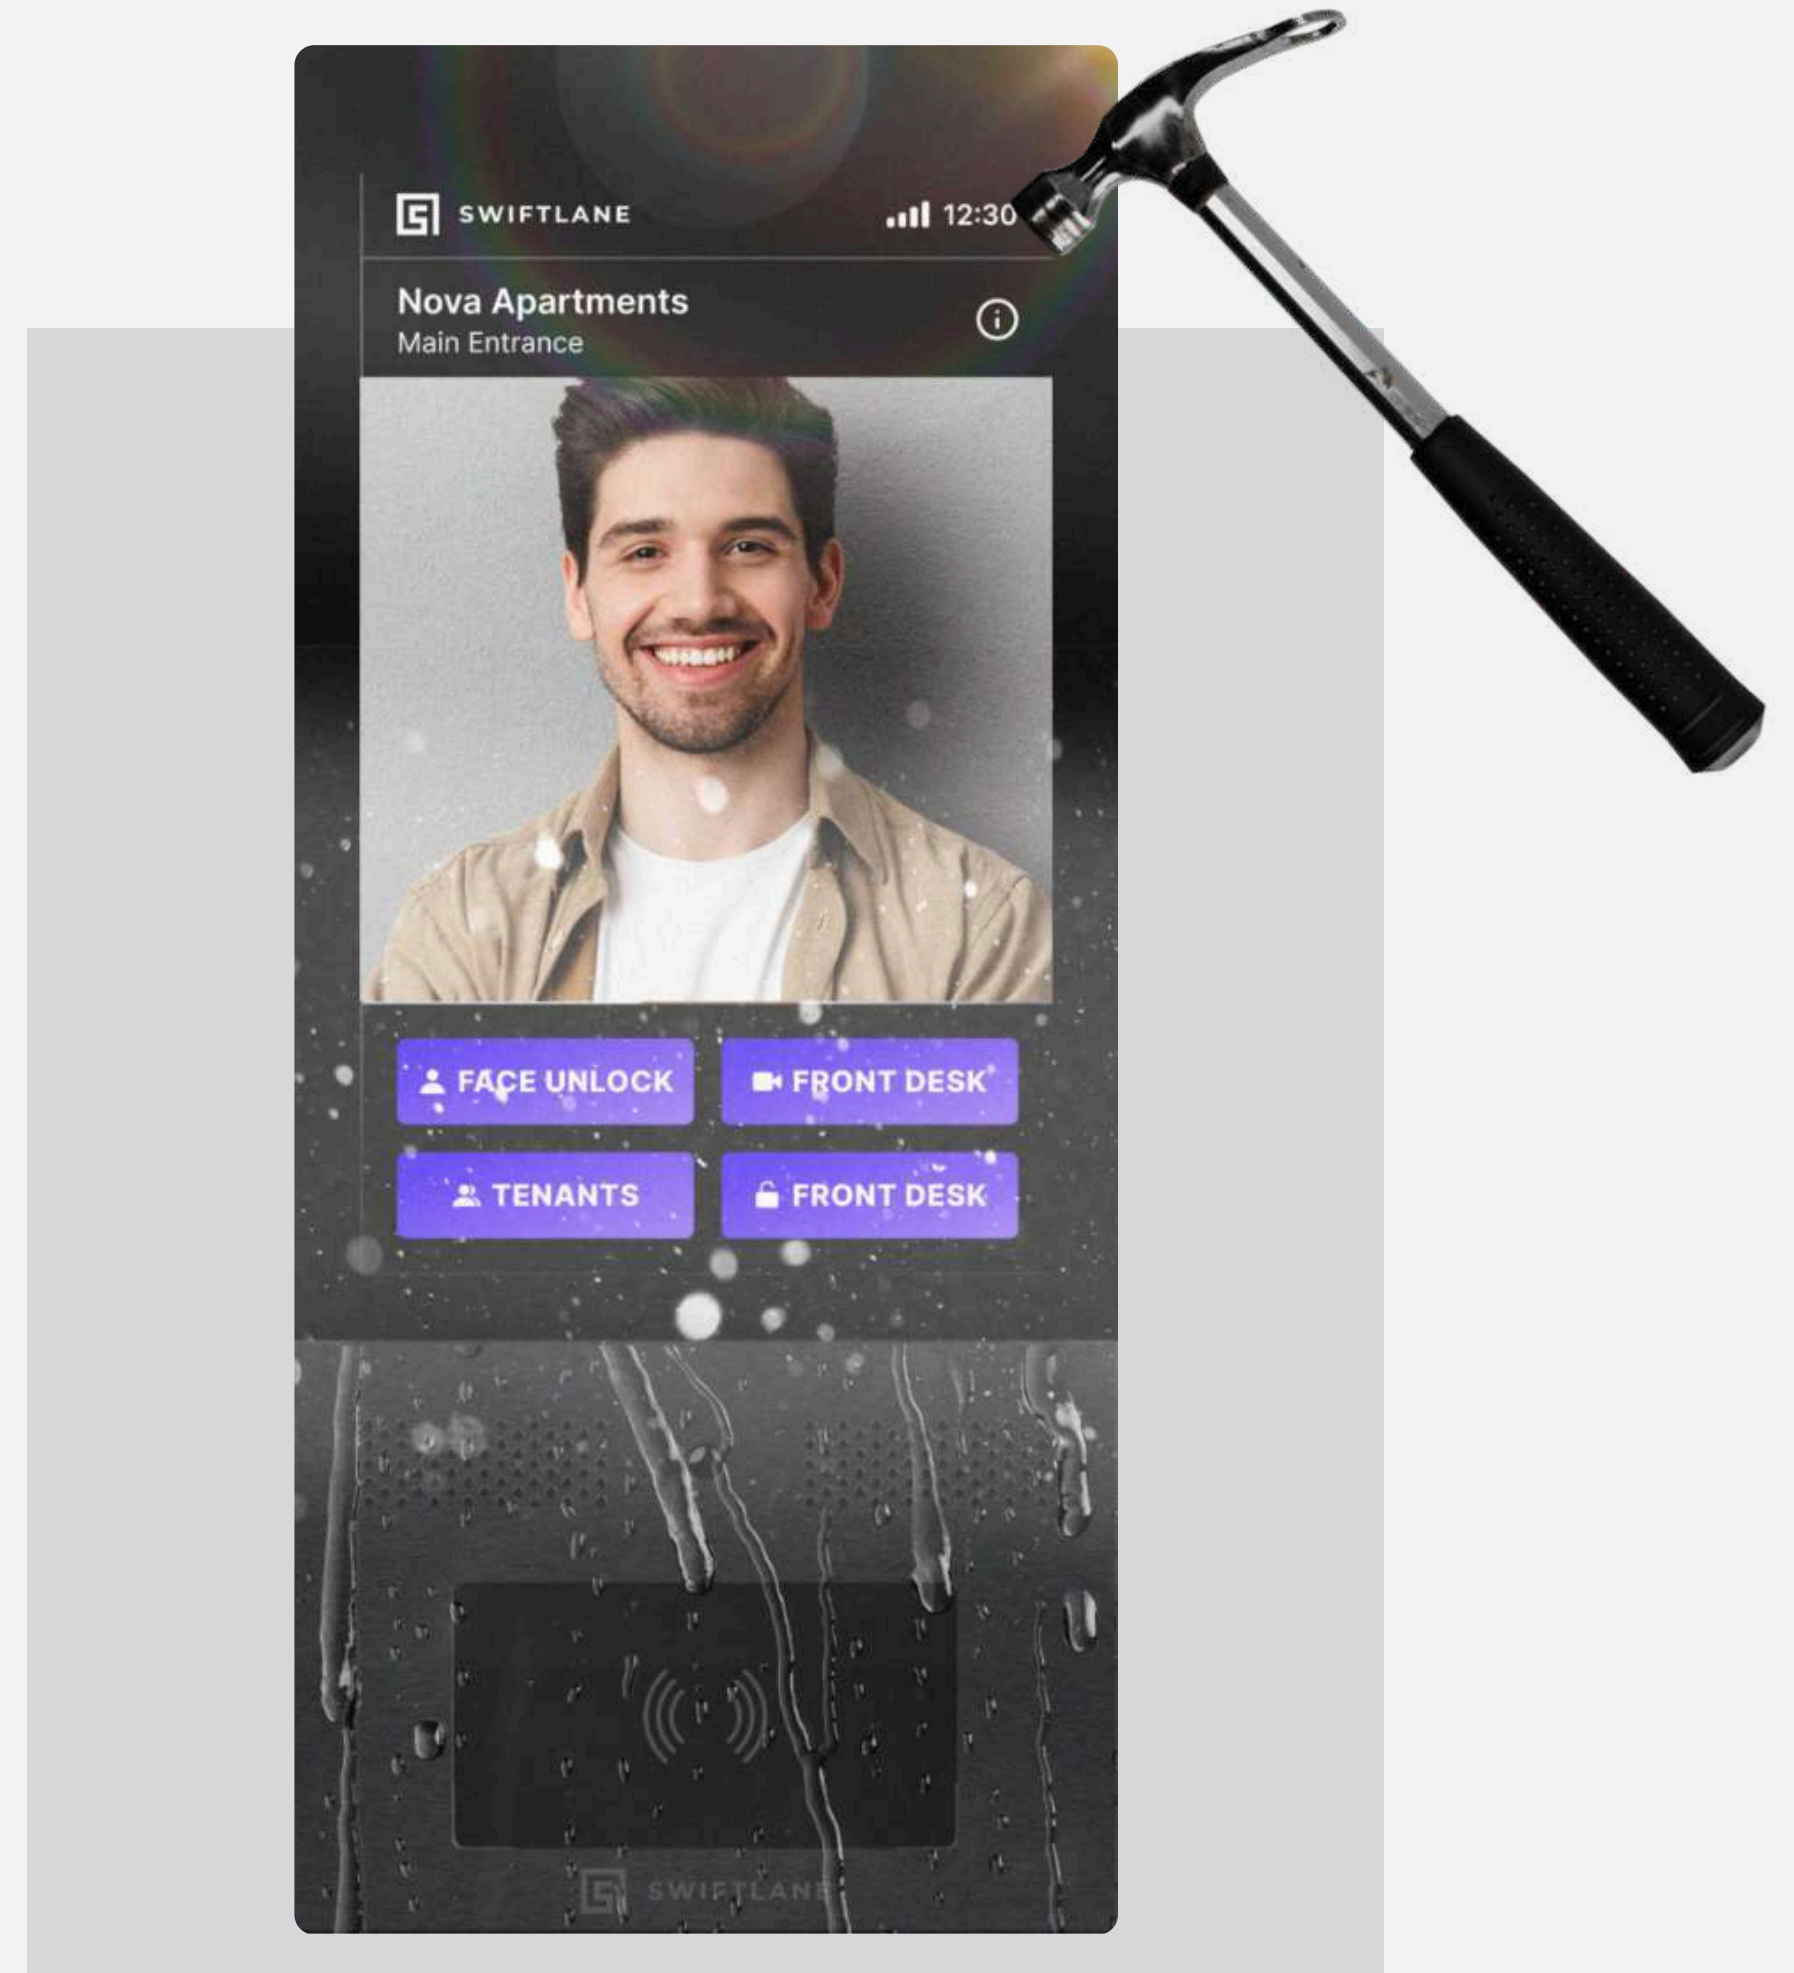 SWIFTLANE
12:30
Nova Apartments
Main Entrance
FACE UNLOCK
FRONT DESK
TENANTS
FRONT DESK
SWIFTLANE